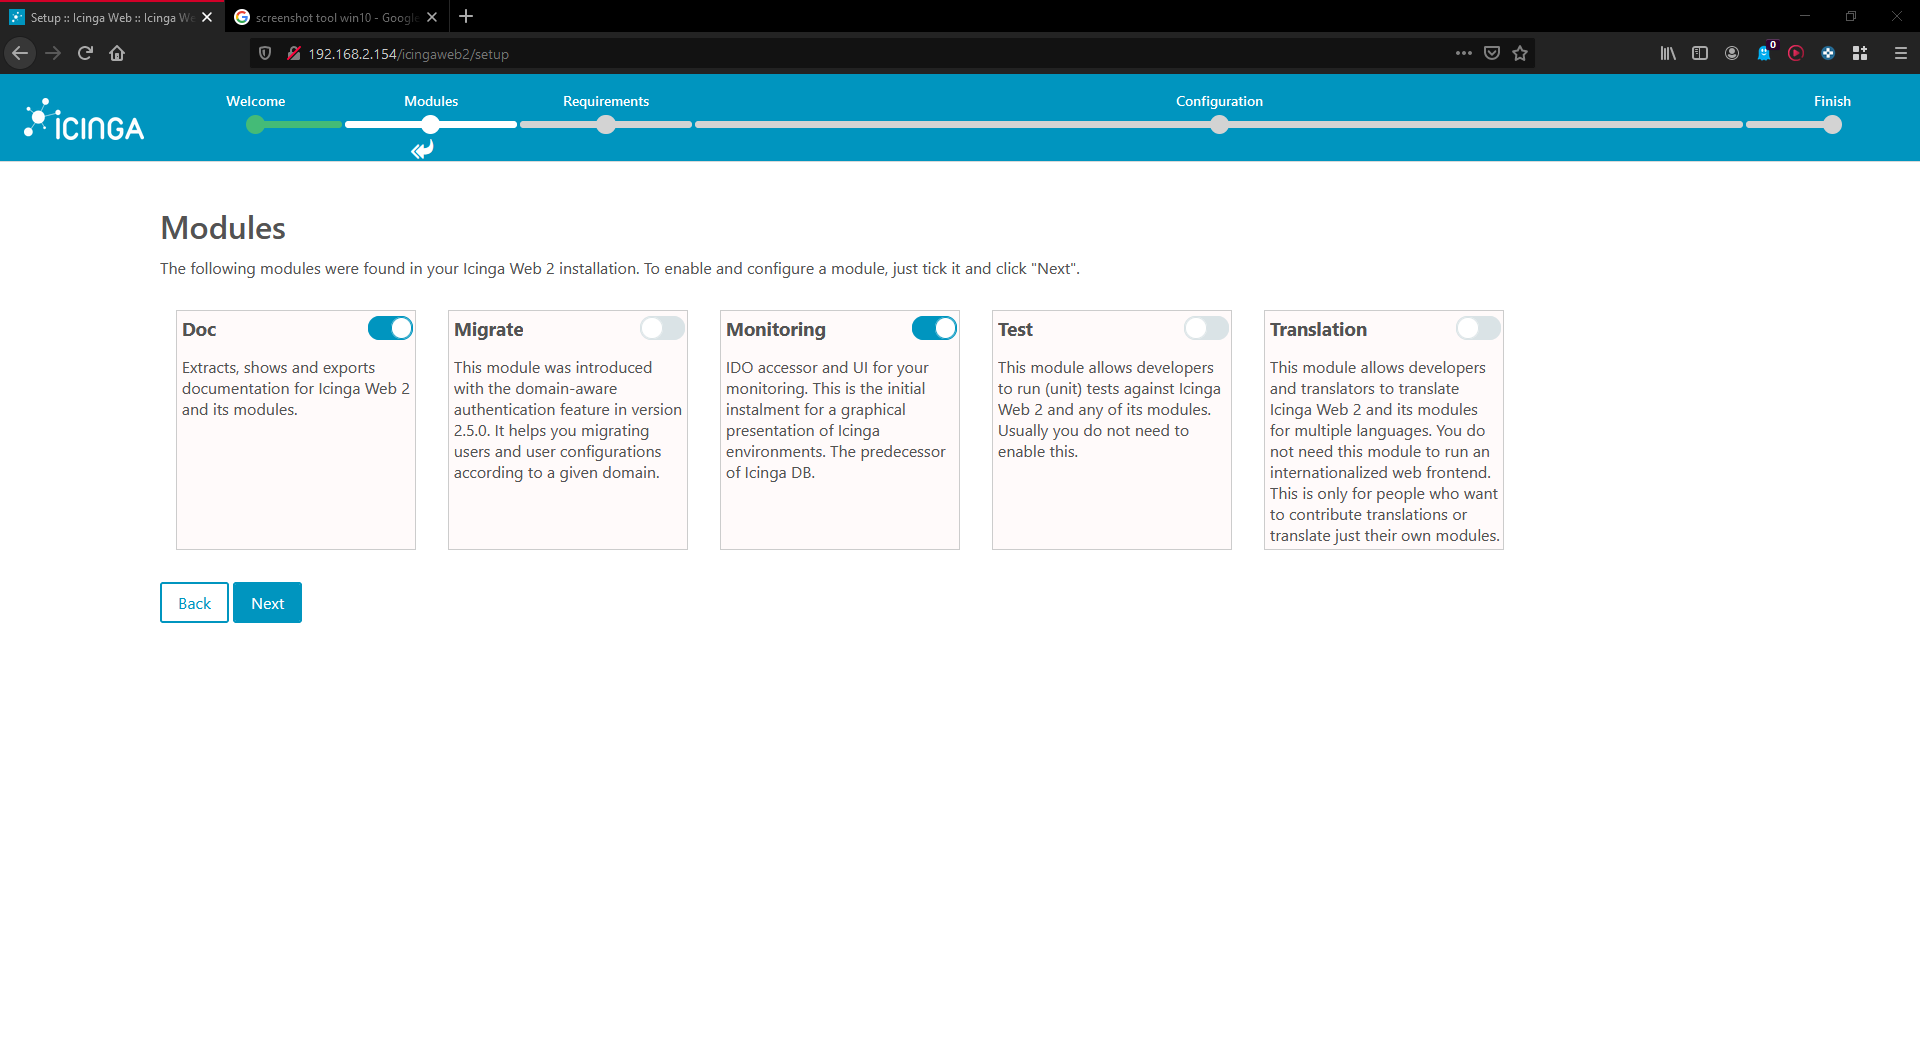 Setup :: Icinga Web :: Icinga We
screenshot tool win10 - Google
192.168.2.154/icingaweb2/setup
0
ICINGA
Welcome
Modules
Requirements
Configuration
Finish
Modules
The following modules were found in your Icinga Web 2 installation. To enable and configure a module, just tick it and click "Next".
Doc
Extracts, shows and exports
documentation for Icinga Web 2
and its modules.
Migrate
This module was introduced
with the domain-aware
authentication feature in version
2.5.0. It helps you migrating
users and user configurations
according to a given domain.
Monitoring
IDO accessor and UI for your
monitoring. This is the initial
instalment for a graphical
presentation of Icinga
environments. The predecessor
of Icinga DB.
Test
This module allows developers
to run (unit) tests against Icinga
Web 2 and any of its modules.
Usually you do not need to
enable this.
Translation
This module allows developers
and translators to translate
Icinga Web 2 and its modules
for multiple languages. You do
not need this module to run an
internationalized web frontend.
This is only for people who want
to contribute translations or
translate just their own modules.
Back
Next